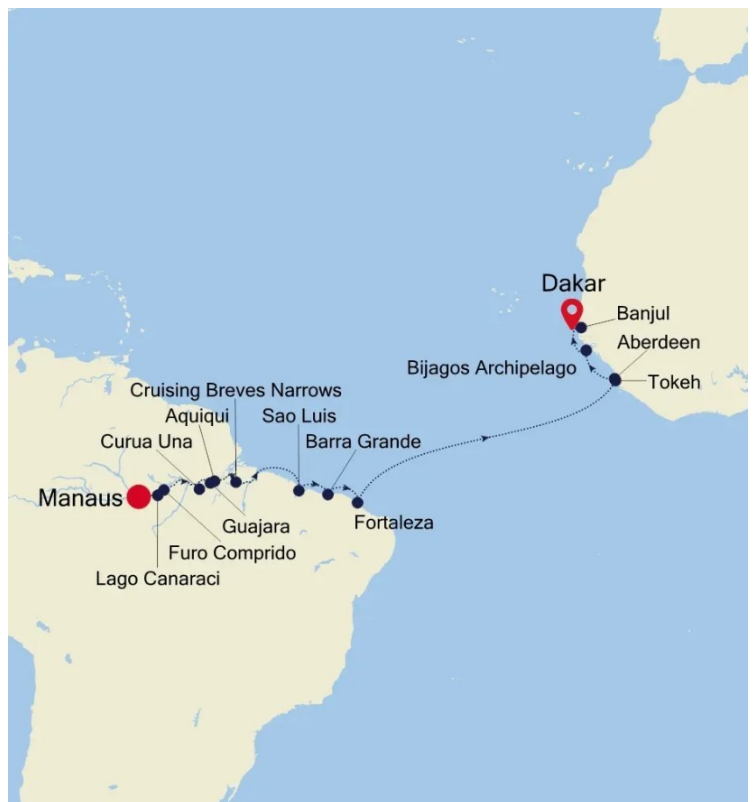 Dakar
Banjul
Aberdeen
Bijagos Archipelago
Tokeh
Cruising Breves Narrows
Aquiqui
Sao Luis
Curua Una
Barra Grande
Manaus
Guajara
Fortaleza
Furo Comprido
Lago Canaraci